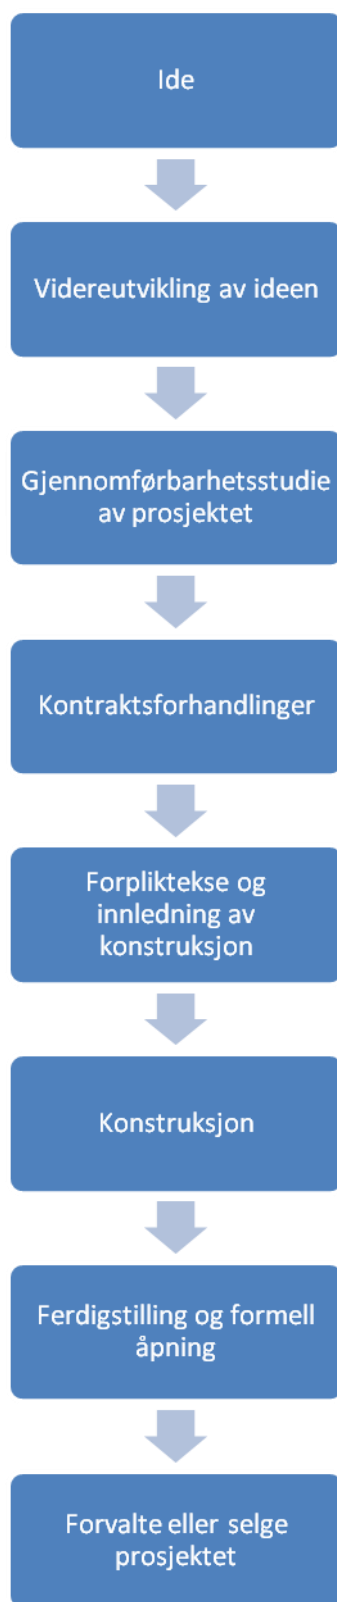 Ide
Videreutvikling av ideen
Gjennomførbarhetsstudie
av prosjektet
Kontraktsforhandlinger
Forpliktekse og
innledning av
konstruksjon
Konstruksjon
Ferdigstilling og formell
åpning
Forvalte eller selge
prosjektet